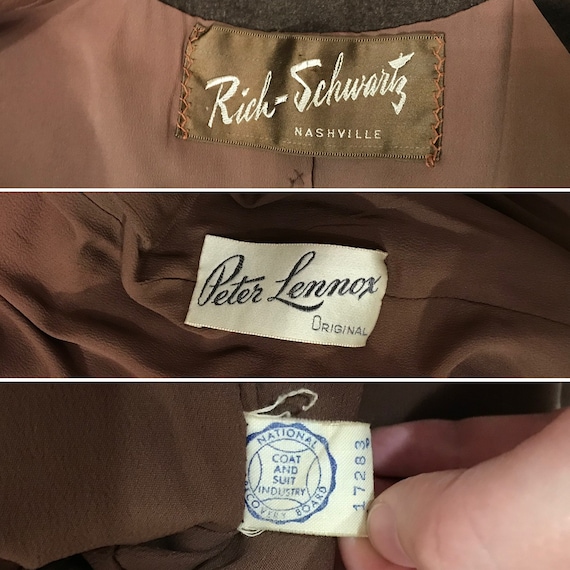 Rich-Schwartz
NASHVILLE
Peter Lennox
ORIGINAL
NATIONAL
COAT
AND
SUIT
INDUSTRY
RECOVERY BOARD
17283